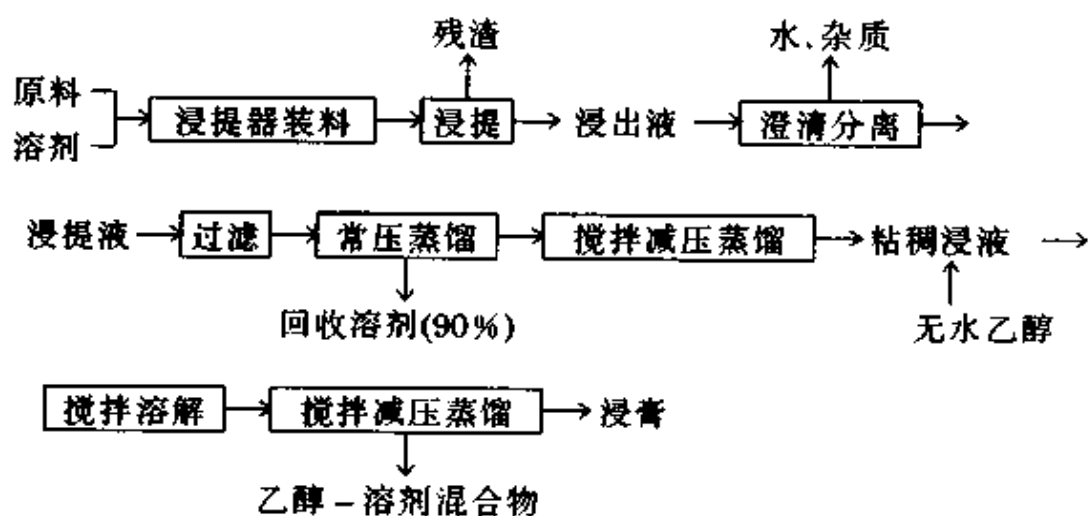 残渣
水、杂质
原料
溶剂
浸提器装料
浸提
浸出液
澄清分离
浸提液
过滤
常压蒸馏
搅拌减压蒸馏
粘稠浸液
回收溶剂(90%)
无水乙醇
搅拌溶解
搅拌减压蒸馏
浸膏
乙醇-溶剂混合物